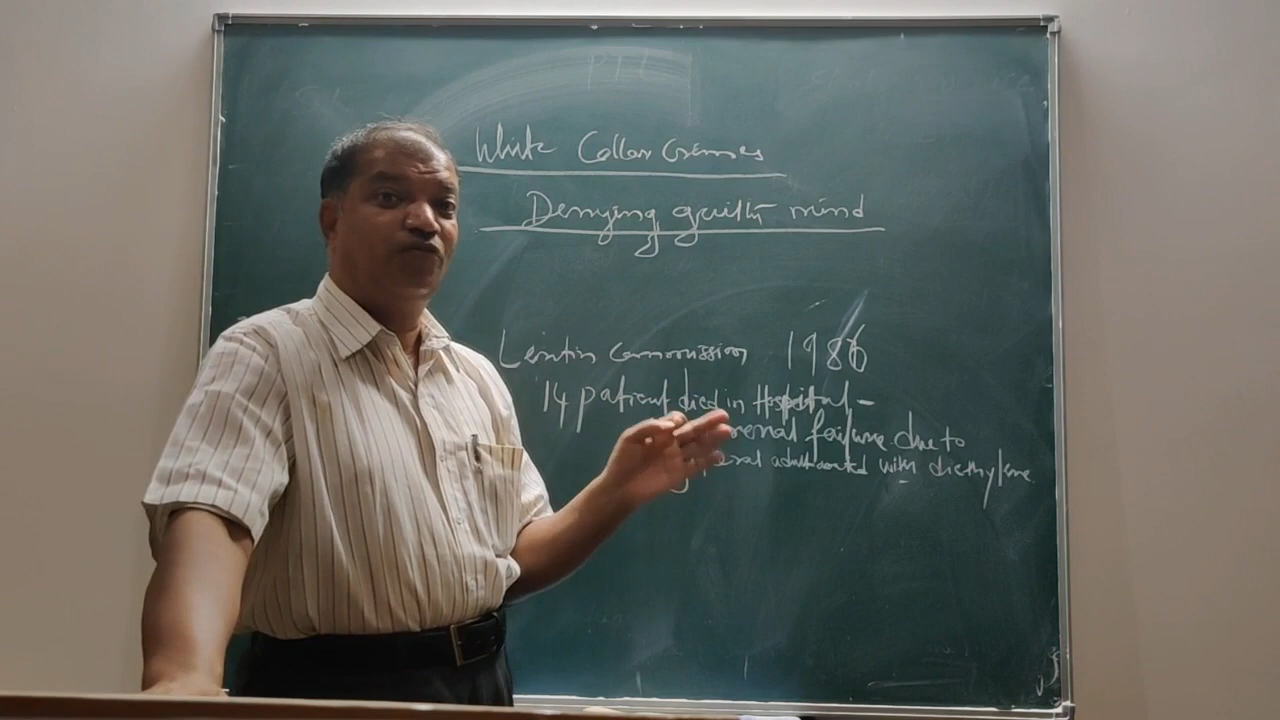 White Collar Crimes
Denying guilty mind
Lentin commission 1986
14 patient died in Hospital -
renal failure due to
adulterated with diethylene